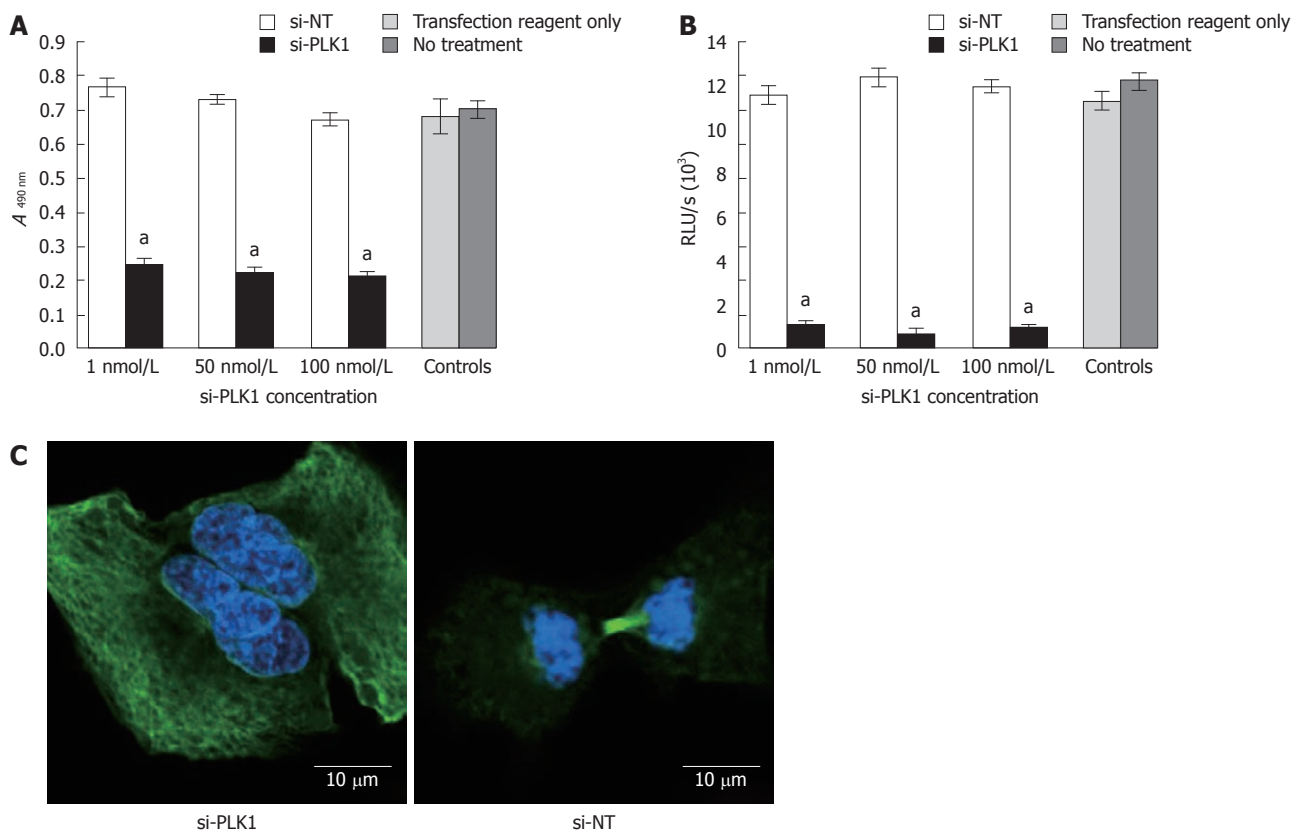 A
si-NT
si-PLK1
Transfection reagent only
No treatment
0.9
0.8
0.7
0.6
0.5
0.4
0.3
0.2
0.1
0.0
A 490 nm
a
a
a
1 nmol/L 50 nmol/L 100 nmol/L Controls
si-PLK1 concentration
B
si-NT
si-PLK1
Transfection reagent only
No treatment
14
12
10
8
6
4
2
0
RLU/s (10³)
a
a
a
1 nmol/L 50 nmol/L 100 nmol/L Controls
si-PLK1 concentration
C
10 μm
10 μm
si-PLK1
si-NT